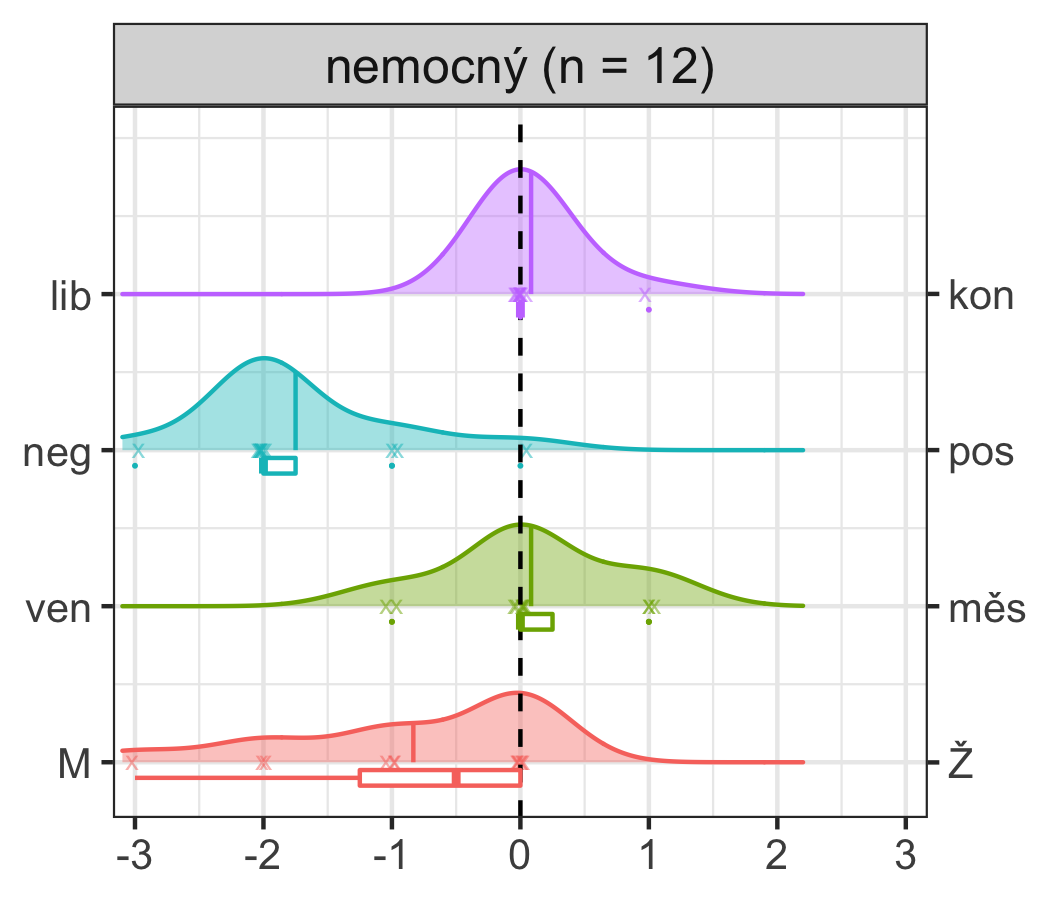 nemocný (n = 12)
lib kon
neg pos
ven měs
M Ž
-3 -2 -1 0 1 2 3